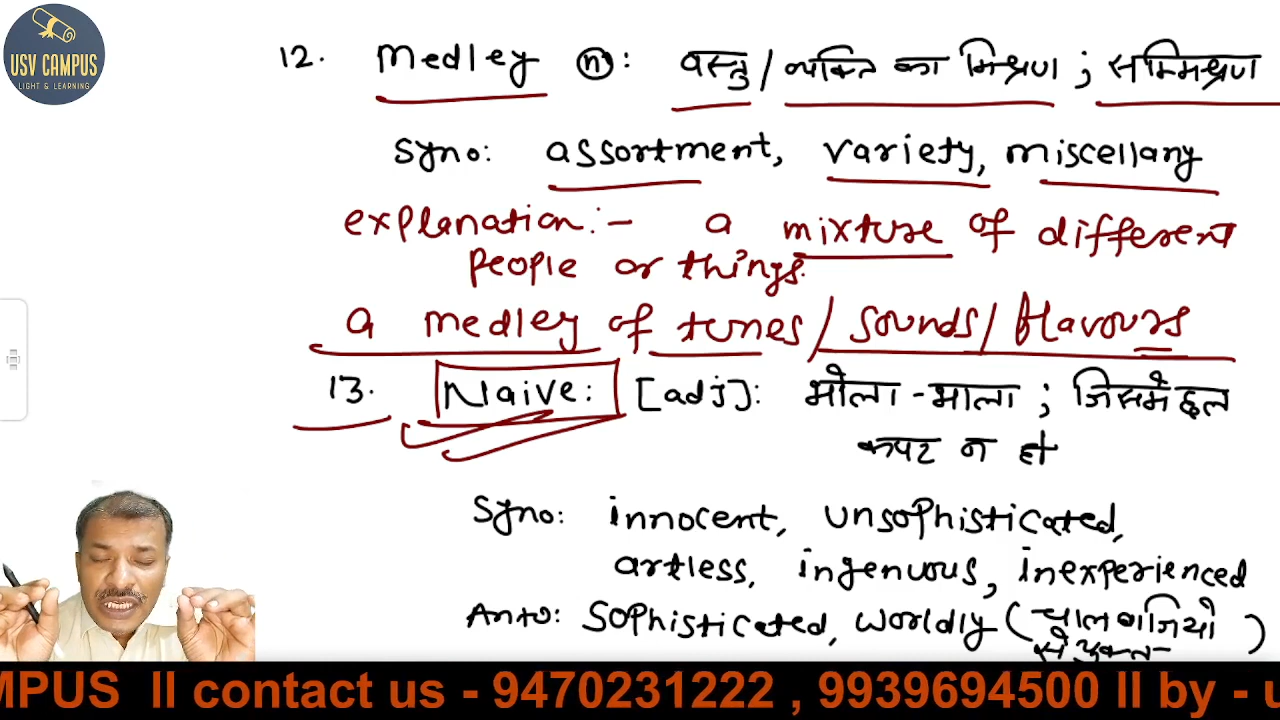 USV CAMPUS
LIGHT & LEARNING
12. Medley (n): वस्तु / व्यक्ति का मिश्रण ; सम्मिश्रण
Syno: assortment, variety, miscellany
explanation:- a mixture of different
people or things.
a medley of tunes / sounds / flavours
13. Naive: [adj]: भोला-भाला ; जिसमे छल
कपट न हो
Syno: innocent, unsophisticated,
artless, ingenuous, inexperienced
Anto: sophisticated, worldly (चालबाजियो
से युक्त )
MPUS ll contact us - 9470231222 , 9939694500 ll by - u